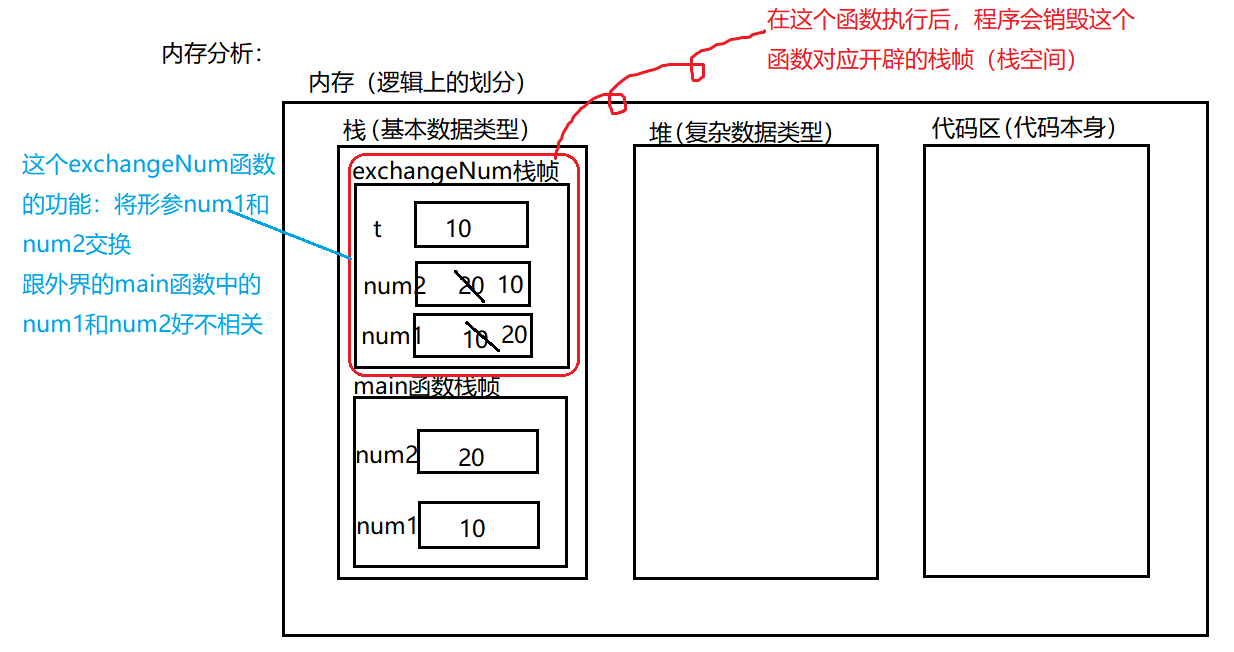 在这个函数执行后，程序会销毁这个
函数对应开辟的栈帧（栈空间）
内存分析：
内存（逻辑上的划分）
栈(基本数据类型)
堆(复杂数据类型)
代码区(代码本身)
这个exchangeNum函数
的功能：将形参num1和
num2交换
跟外界的main函数中的
num1和num2好不相关
exchangeNum栈帧
t 10
num2 20 10
num1 10 20
main函数栈帧
num2 20
num1 10